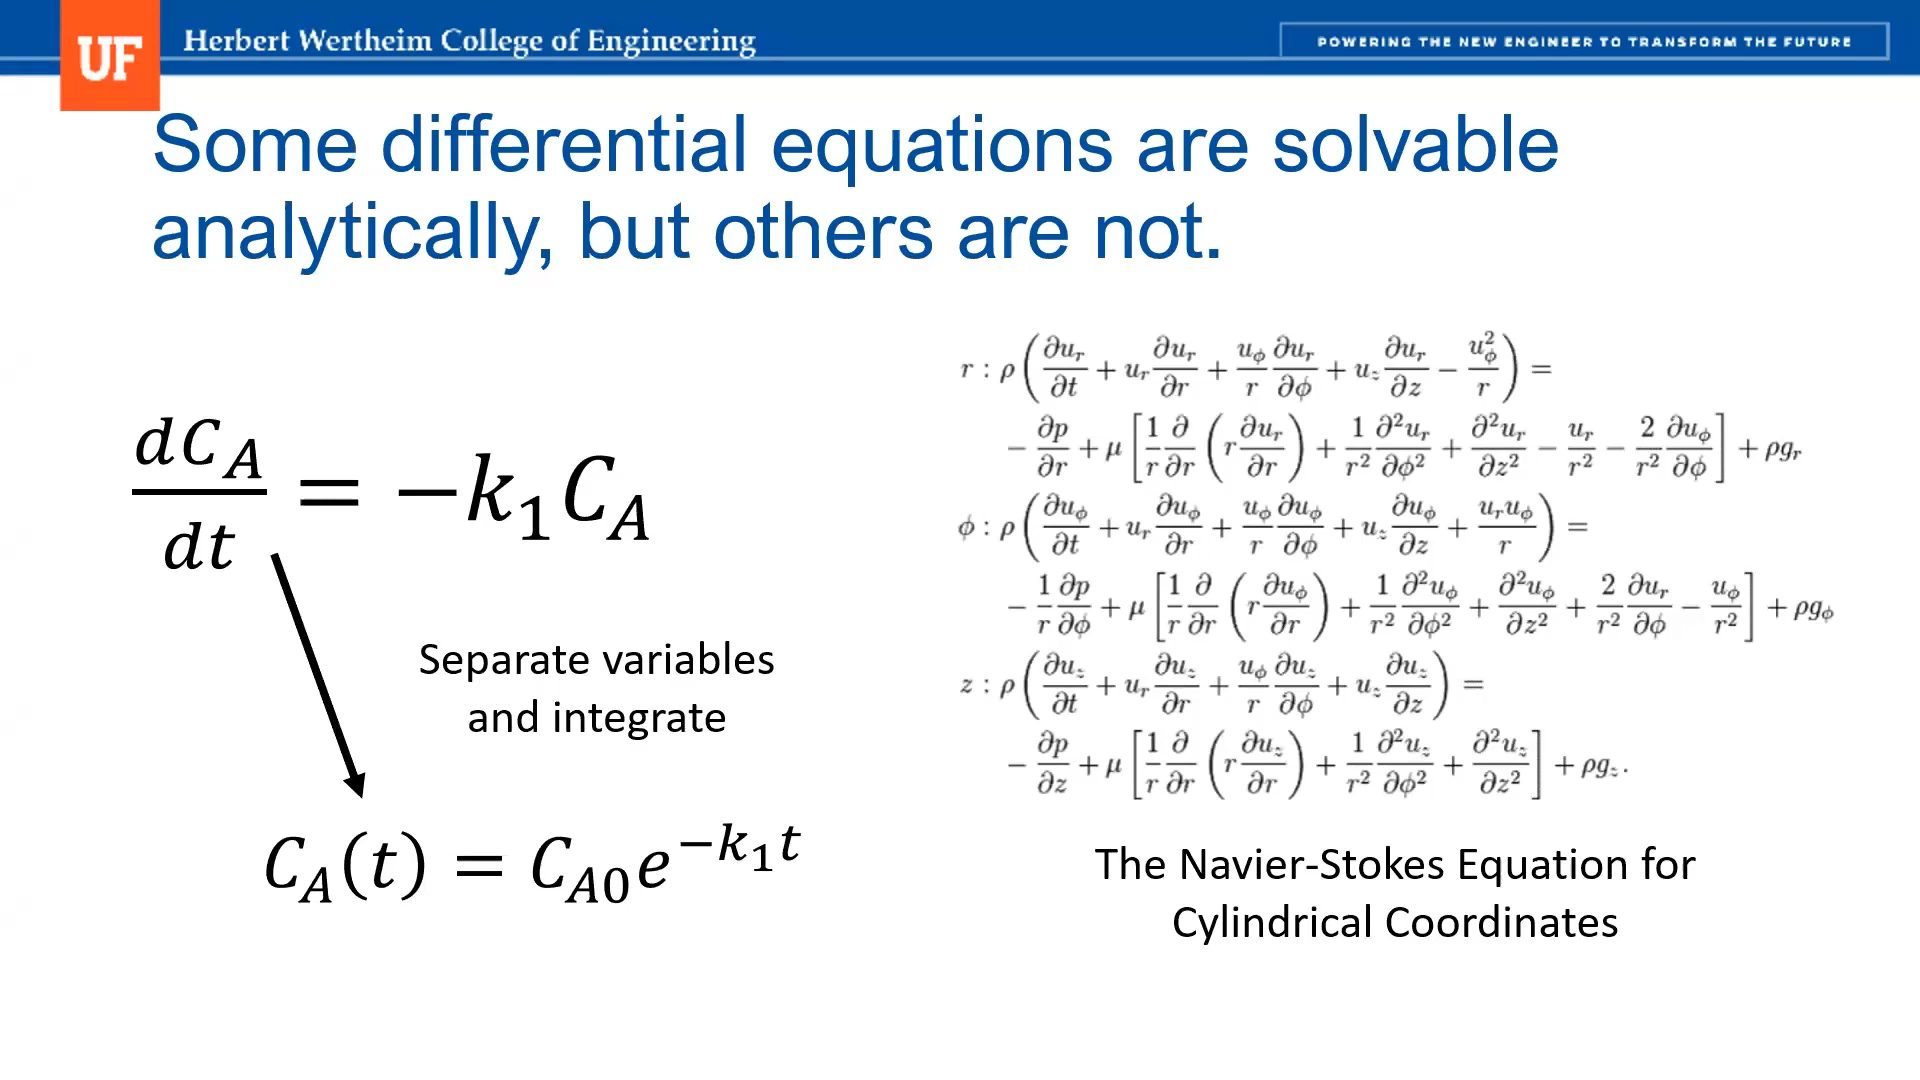 UF
Herbert Wertheim College of Engineering
POWERING THE NEW ENGINEER TO TRANSFORM THE FUTURE
Some differential equations are solvable
analytically, but others are not.
dC_A/dt = −k₁C_A
Separate variables
and integrate
C_A(t) = C_A0 e^(−k₁t)
r : ρ (∂u_r/∂t + u_r ∂u_r/∂r + u_ϕ/r ∂u_r/∂ϕ + u_z ∂u_r/∂z − u_ϕ²/r) =
− ∂p/∂r + μ [1/r ∂/∂r (r ∂u_r/∂r) + 1/r² ∂²u_r/∂ϕ² + ∂²u_r/∂z² − u_r/r² − 2/r² ∂u_ϕ/∂ϕ] + ρg_r
ϕ : ρ (∂u_ϕ/∂t + u_r ∂u_ϕ/∂r + u_ϕ/r ∂u_ϕ/∂ϕ + u_z ∂u_ϕ/∂z + u_r u_ϕ/r) =
− 1/r ∂p/∂ϕ + μ [1/r ∂/∂r (r ∂u_ϕ/∂r) + 1/r² ∂²u_ϕ/∂ϕ² + ∂²u_ϕ/∂z² + 2/r² ∂u_r/∂ϕ − u_ϕ/r²] + ρg_ϕ
z : ρ (∂u_z/∂t + u_r ∂u_z/∂r + u_ϕ/r ∂u_z/∂ϕ + u_z ∂u_z/∂z) =
− ∂p/∂z + μ [1/r ∂/∂r (r ∂u_z/∂r) + 1/r² ∂²u_z/∂ϕ² + ∂²u_z/∂z²] + ρg_z.
The Navier-Stokes Equation for
Cylindrical Coordinates